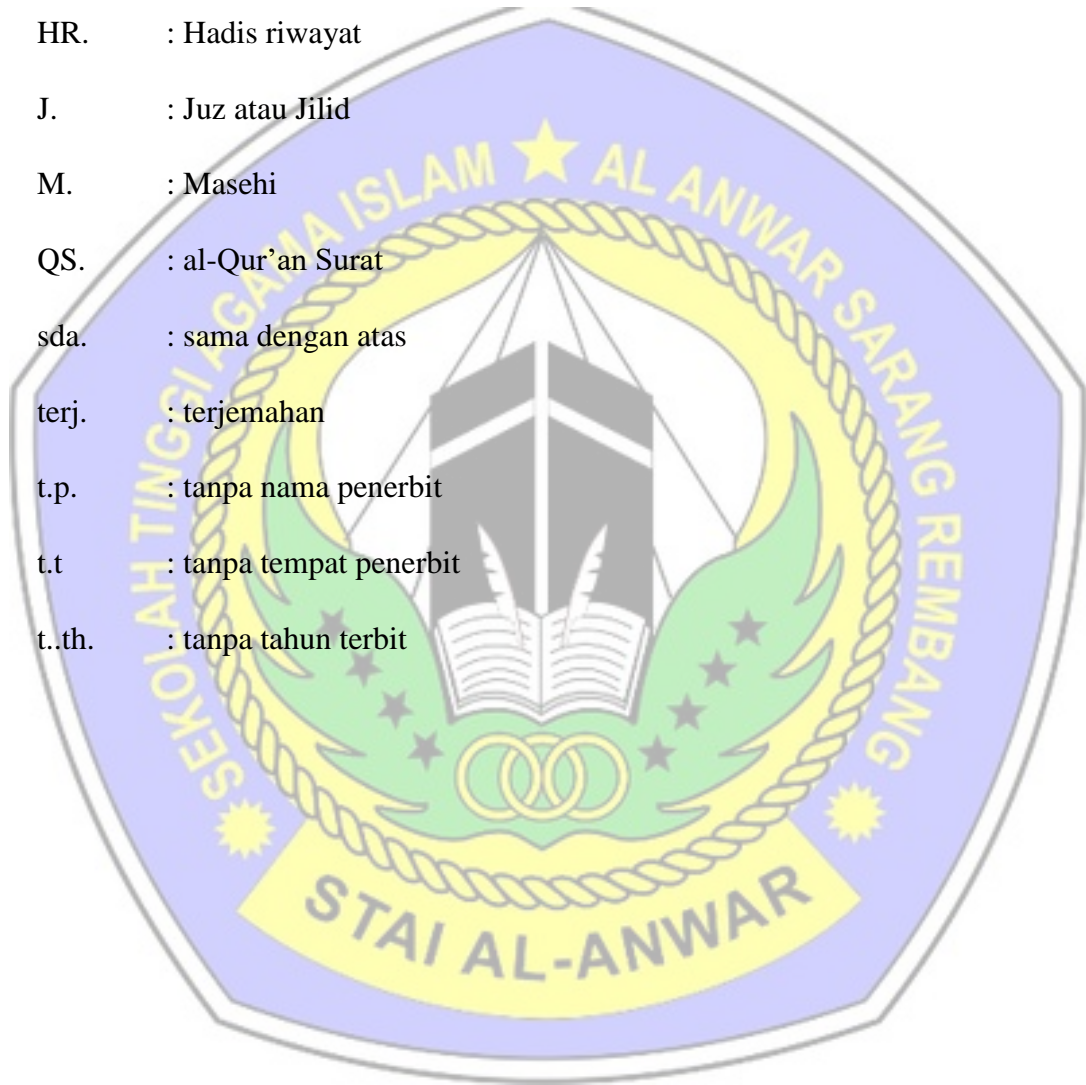 HR. : Hadis riwayat
J. : Juz atau Jilid
M. : Masehi
QS. : al-Qur’an Surat
sda. : sama dengan atas
terj. : terjemahan
t.p. : tanpa nama penerbit
t.t : tanpa tempat penerbit
t..th. : tanpa tahun terbit
SEKOLAH TINGGI AGAMA ISLAM ★ AL ANWAR SARANG REMBANG
STAI AL-ANWAR